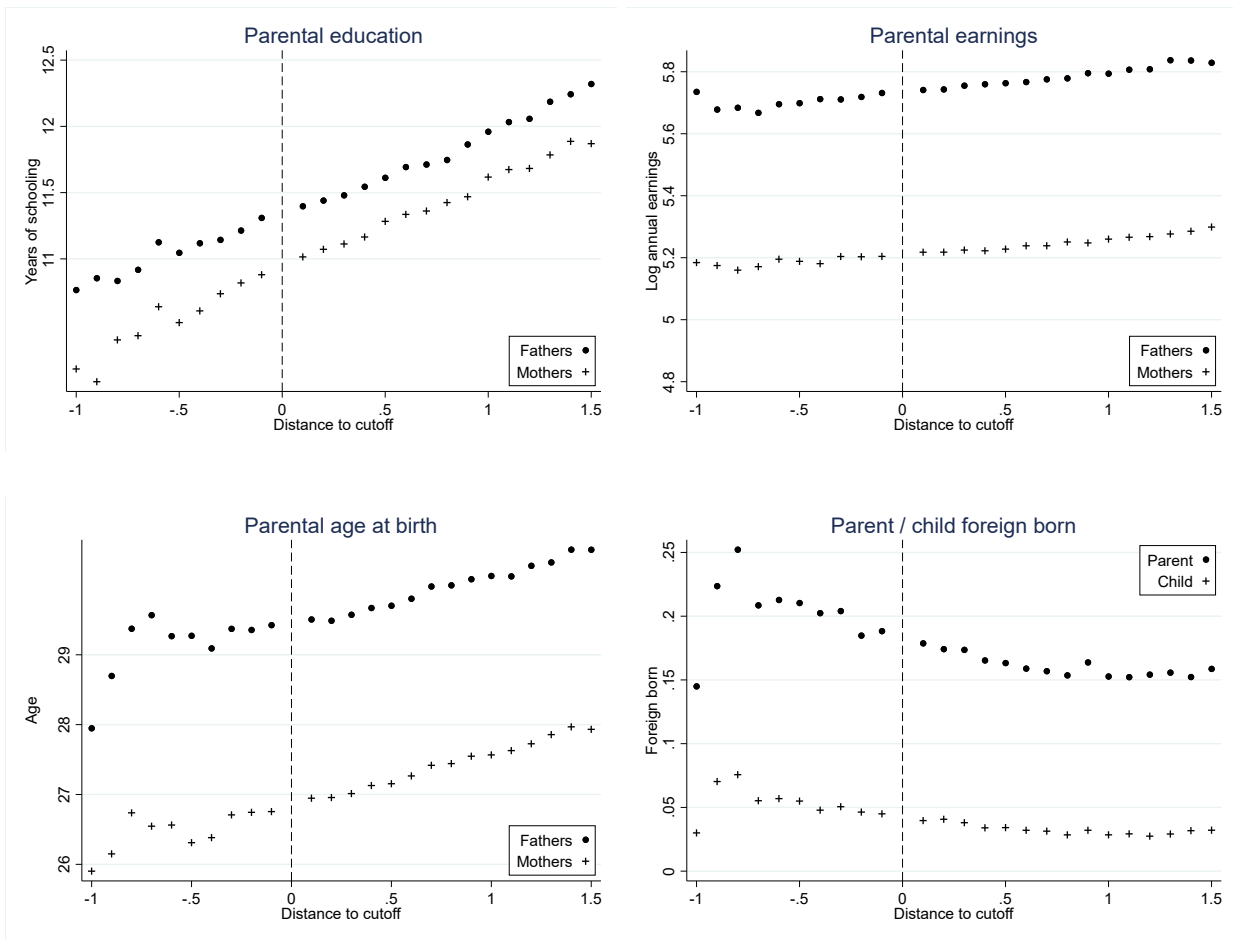 Parental education
Years of schooling
12.5
12
11.5
11
Fathers
Mothers
-1 -.5 0 .5 1 1.5
Distance to cutoff
Parental earnings
Log annual earnings
5.8
5.6
5.4
5.2
5
4.8
Fathers
Mothers
-1 -.5 0 .5 1 1.5
Distance to cutoff
Parental age at birth
Age
29
28
27
26
Fathers
Mothers
-1 -.5 0 .5 1 1.5
Distance to cutoff
Parent / child foreign born
Foreign born
.25
.2
.15
.1
.05
0
Parent
Child
-1 -.5 0 .5 1 1.5
Distance to cutoff